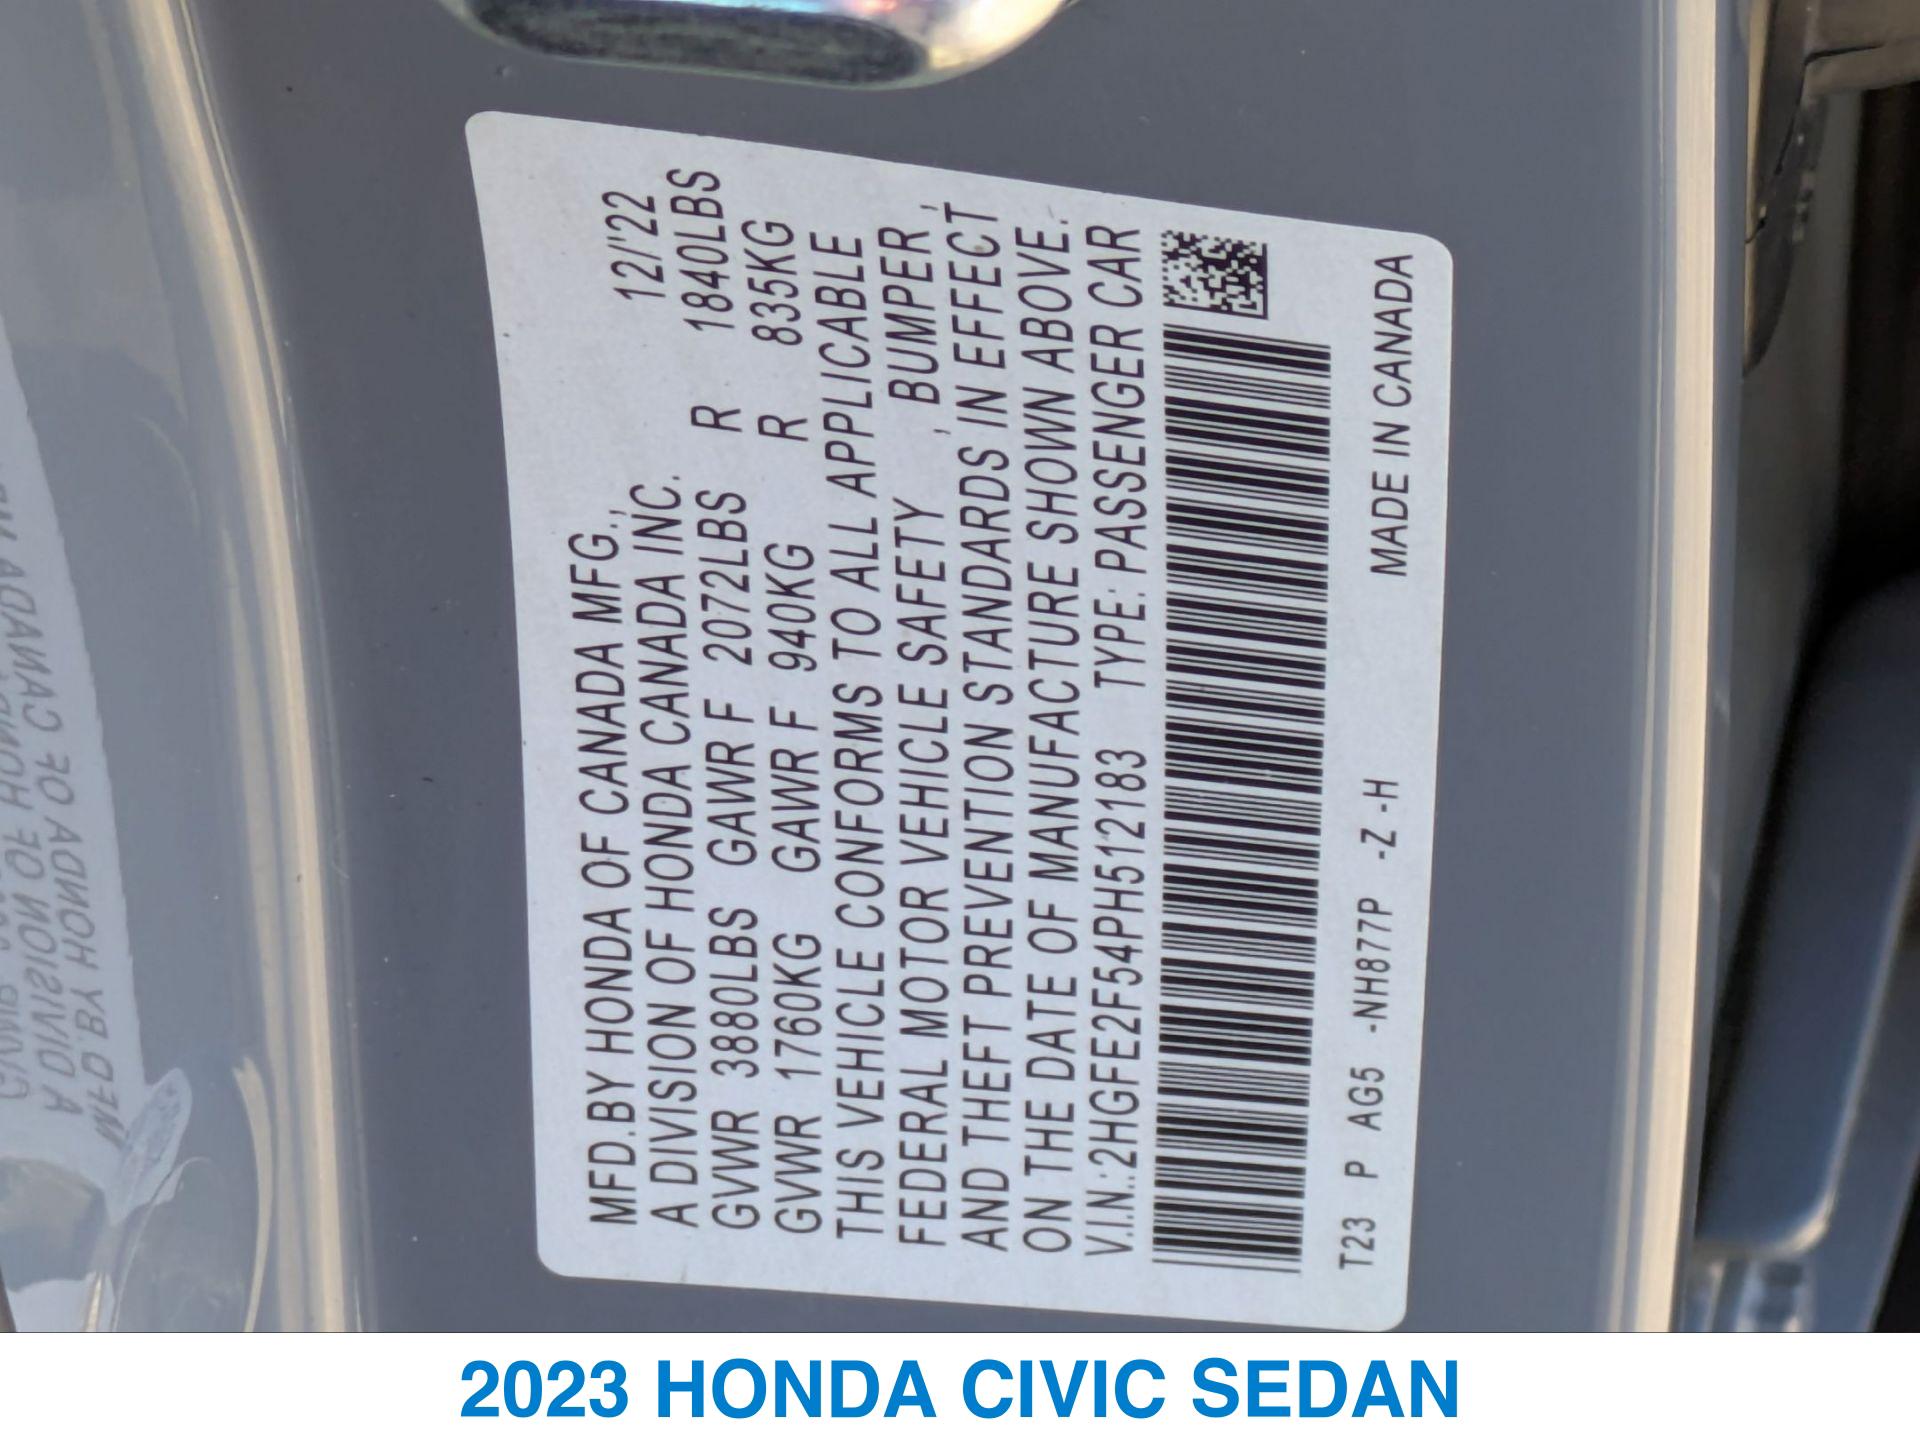 MFD.BY HONDA OF CANADA MFG.,
A DIVISION OF HONDA CANADA INC. 12/'22
GVWR 3880LBS GAWR F 2072LBS R 1840LBS
GVWR 1760KG GAWR F 940KG R 835KG
THIS VEHICLE CONFORMS TO ALL APPLICABLE
FEDERAL MOTOR VEHICLE SAFETY , BUMPER ,
AND THEFT PREVENTION STANDARDS IN EFFECT
ON THE DATE OF MANUFACTURE SHOWN ABOVE.
V.I.N.:2HGFE2F54PH512183 TYPE: PASSENGER CAR
T23 P AG5 -NH877P -Z -H MADE IN CANADA
2023 HONDA CIVIC SEDAN